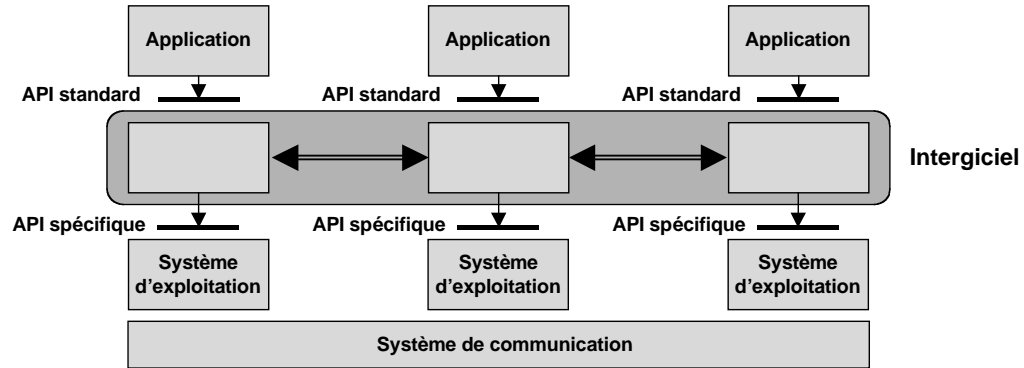 Application
Application
Application
API standard
API standard
API standard
Intergiciel
API spécifique
API spécifique
API spécifique
Système
d'exploitation
Système
d'exploitation
Système
d'exploitation
Système de communication